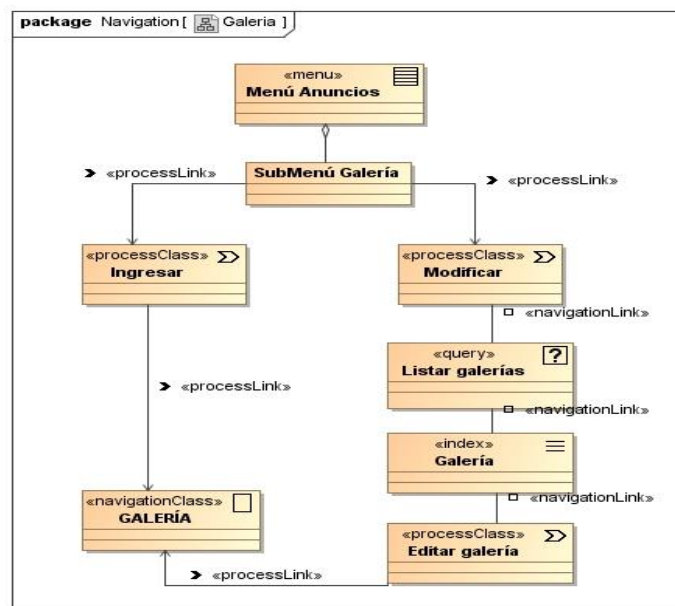 package Navigation [ Galeria ]
«menu»
Menú Anuncios
SubMenú Galería
«processLink»
«processLink»
«processClass»
Ingresar
«processClass»
Modificar
«navigationLink»
«query»
?
Listar galerías
«processLink»
«navigationLink»
«index»
Galería
«navigationClass»
GALERÍA
«navigationLink»
«processClass»
Editar galería
«processLink»